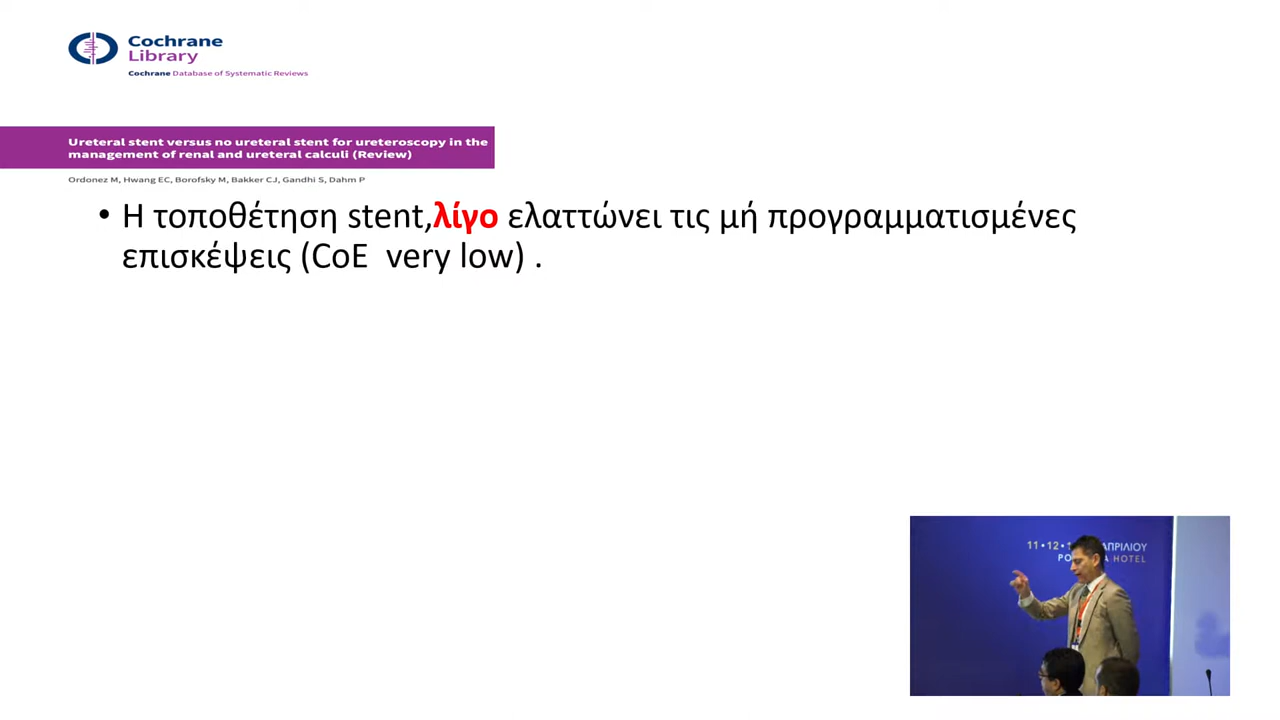 Cochrane
Library
Cochrane Database of Systematic Reviews
Ureteral stent versus no ureteral stent for ureteroscopy in the
management of renal and ureteral calculi (Review)
Ordonez M, Hwang EC, Borofsky M, Bakker CJ, Gandhi S, Dahm P
• Η τοποθέτηση stent,λίγο ελαττώνει τις μή προγραμματισμένες
επισκέψεις (CoE very low) .
11•12•
HOTEL